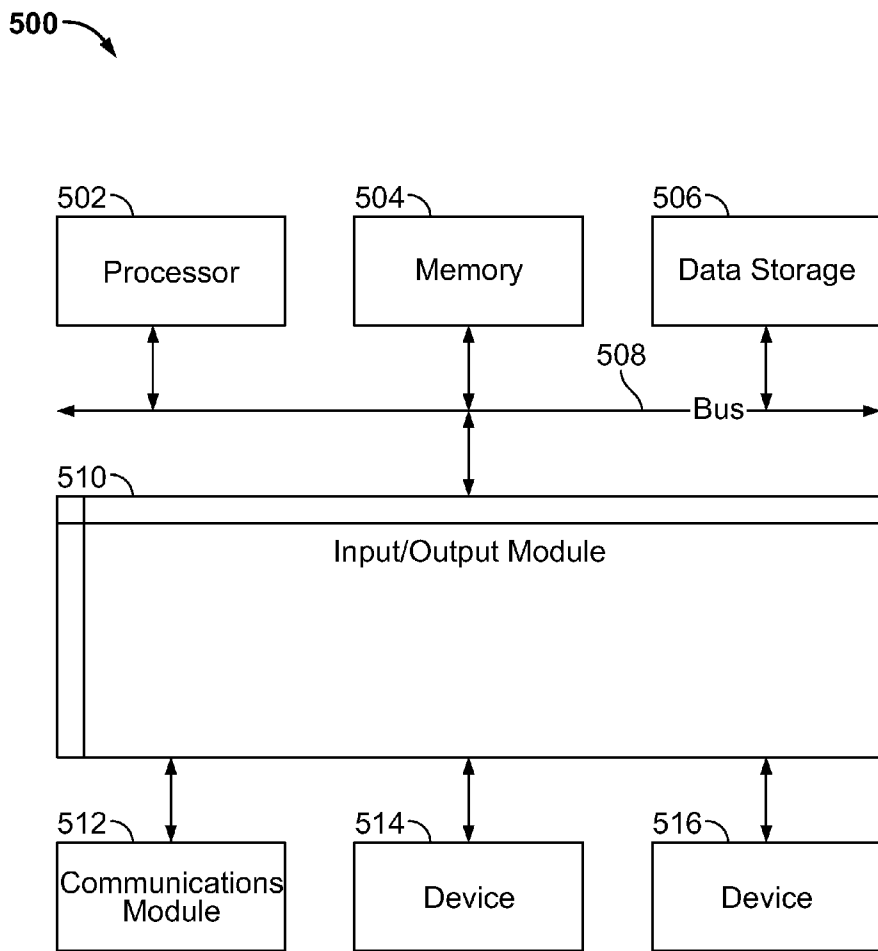 500
502
504
506
Processor
Memory
Data Storage
508
Bus
510
Input/Output Module
512
514
516
Communications
Module
Device
Device